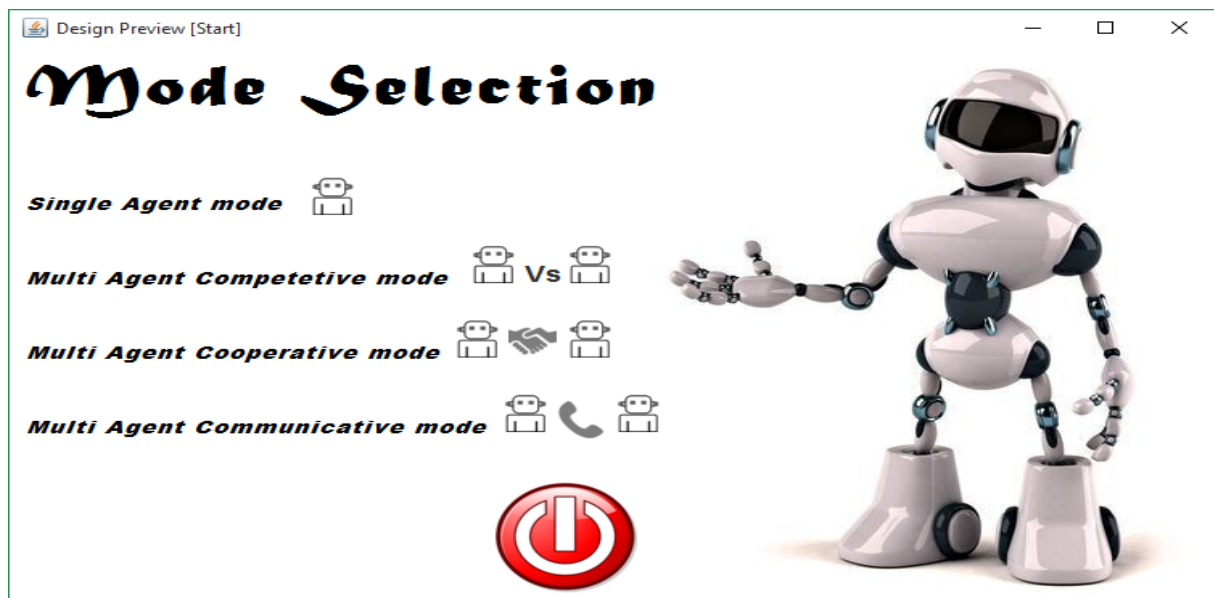 Design Preview [Start]
Mode Selection
Single Agent mode
Multi Agent Competetive mode
Vs
Multi Agent Cooperative mode
Multi Agent Communicative mode